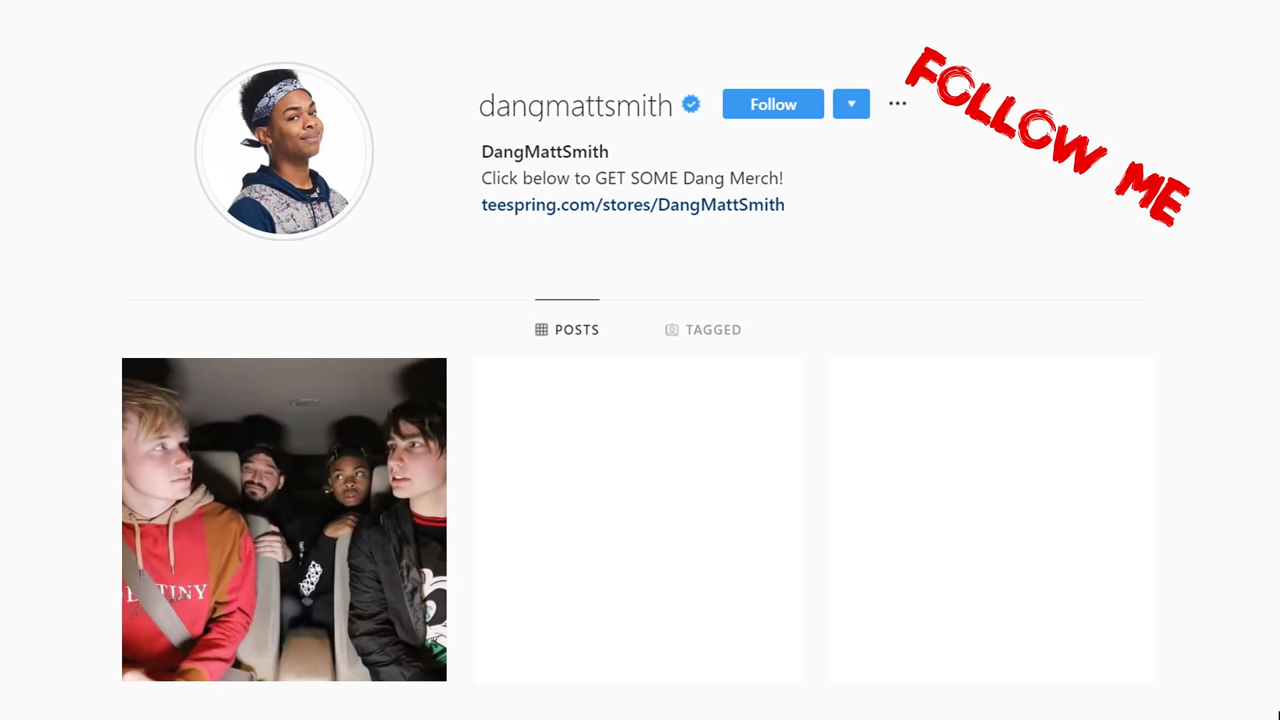 dangmattsmith
Follow
FOLLOW ME
DangMattSmith
Click below to GET SOME Dang Merch!
teespring.com/stores/DangMattSmith
POSTS
TAGGED